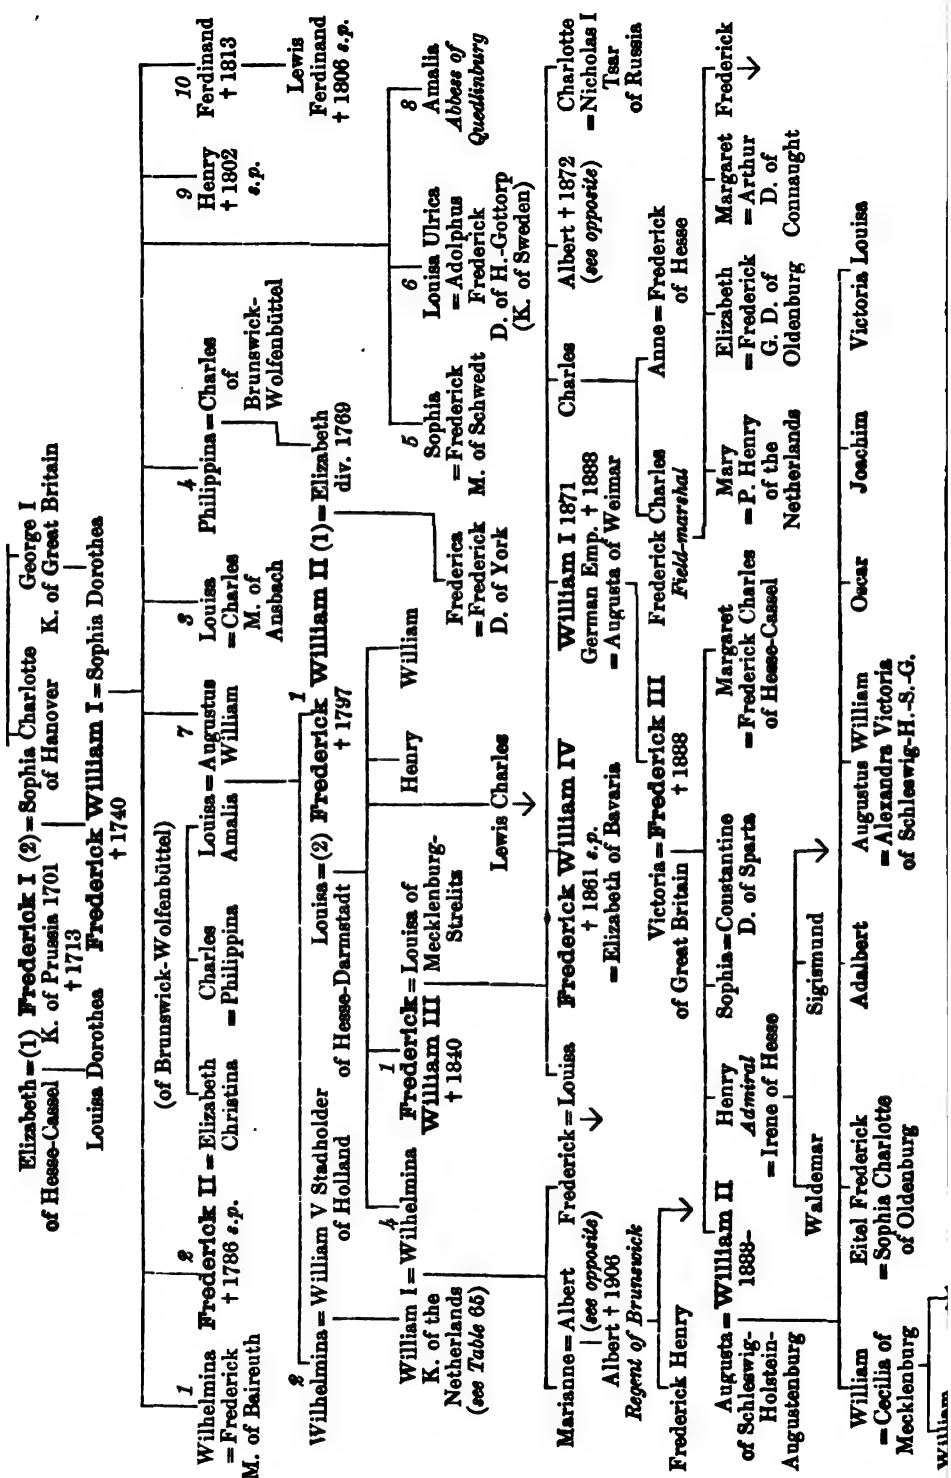 Elizabeth=(1) Frederick I (2)=Sophia Charlotte George I
of Hesse-Cassel K. of Prussia 1701 of Hanover K. of Great Britain
†1713
Louisa Dorothea Frederick William I=Sophia Dorothea
†1740
(of Brunswick-Wolfenbüttel)
1 2 7 3 4 9 10
Wilhelmina Frederick II=Elizabeth Charles Louisa=Augustus Louisa Philippina=Charles Henry Ferdinand
=Frederick †1786 s.p. Christina =Philippina Amalia William =Charles of †1802 †1813
M. of Baireuth M. of Brunswick- s.p.
Ansbach Wolfenbüttel Lewis
Ferdinand
†1806 s.p.
2 1
Wilhelmina=William V Stadholder Louisa=(2) Frederick William II (1)=Elizabeth
of Holland of Hesse-Darmstadt †1797 div. 1769
5 6 8
Sophia Louisa Ulrica Amalia
=Frederick =Adolphus Abbess of
M. of Schwedt Frederick Quedlinburg
D. of H.-Gottorp
(K. of Sweden)
4 1
William I=Wilhelmina Frederick=Louisa of Henry William Frederica
K. of the William III Mecklenburg- =Frederick
Netherlands †1840 Strelits D. of York
(see Table 65) Lewis Charles
Marianne=Albert Frederick=Louisa Frederick William IV William I 1871 Charles Albert †1872 Charlotte
(see opposite) †1861 s.p. German Emp. †1888 (see opposite) =Nicholas I
Albert †1906 =Elizabeth of Bavaria =Augusta of Weimar Tsar
Regent of Brunswick of Russia
Frederick Henry Victoria=Frederick III Frederick Charles Anne=Frederick
of Great Britain †1888 Field-marshal of Hesse
Augusta=William II Henry Sophia=Constantine Margaret Mary Elizabeth Margaret Frederick
of Schleswig- 1888– Admiral D. of Sparta =Frederick Charles =P. Henry =Frederick =Arthur
Holstein- =Irene of Hesse of Hesse-Cassel of the G. D. of D. of
Augustenburg Netherlands Oldenburg Connaught
Waldemar Sigismund
William Eitel Frederick Adalbert Augustus William Oscar Joachim Victoria Louisa
=Cecilia of =Sophia Charlotte =Alexandra Victoria
Mecklenburg of Oldenburg of Schleswig-H.-S.-G.
William